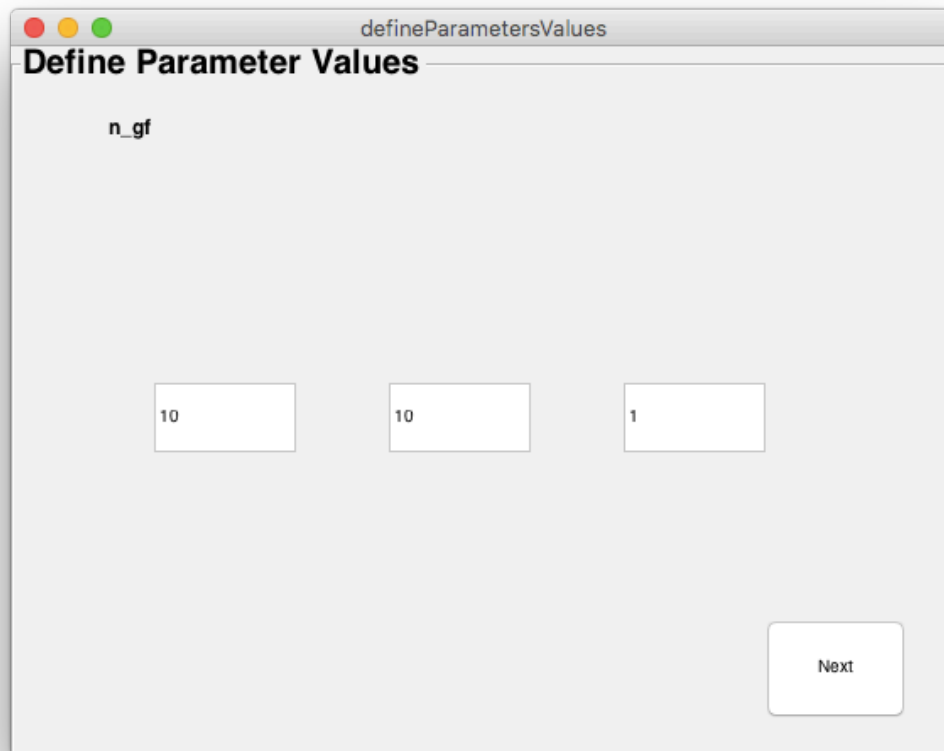 defineParametersValues
Define Parameter Values
n_gf
10 10 1
Next